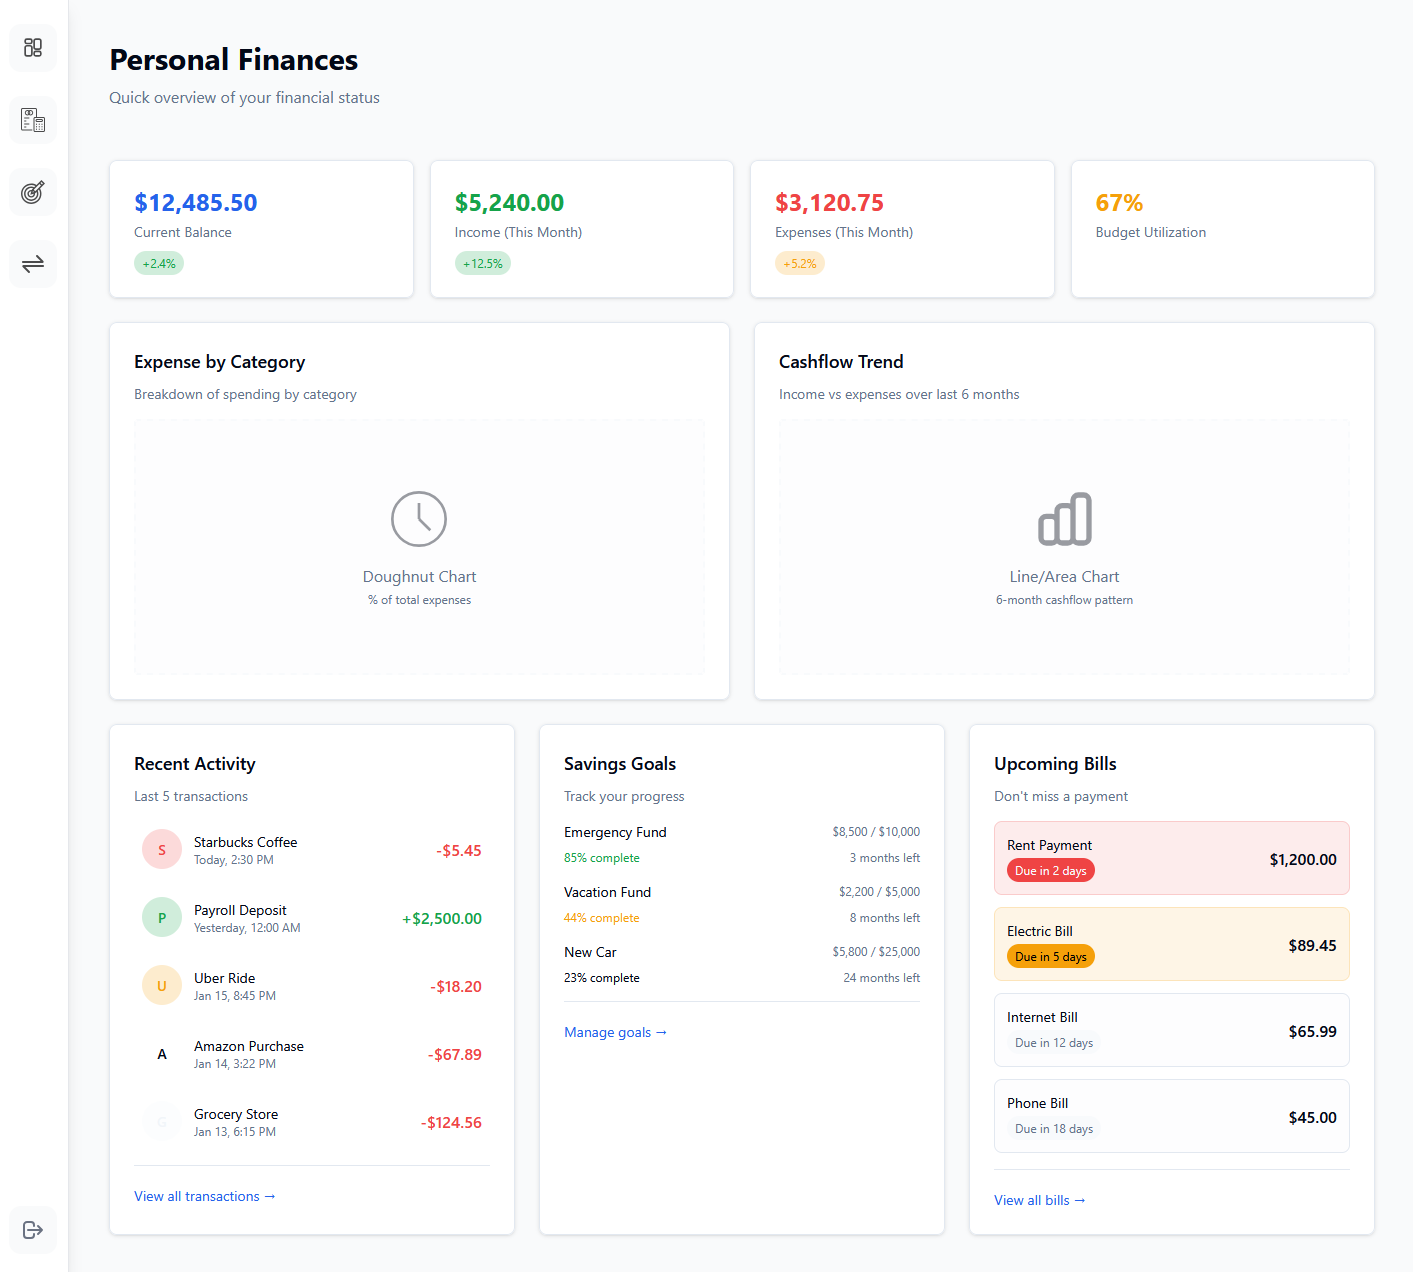 Personal Finances
Quick overview of your financial status
$12,485.50
Current Balance
+2.4%
$5,240.00
Income (This Month)
+12.5%
$3,120.75
Expenses (This Month)
+5.2%
67%
Budget Utilization
Expense by Category
Breakdown of spending by category
Doughnut Chart
% of total expenses
Cashflow Trend
Income vs expenses over last 6 months
Line/Area Chart
6-month cashflow pattern
Recent Activity
Last 5 transactions
S
Starbucks Coffee
Today, 2:30 PM
-$5.45
P
Payroll Deposit
Yesterday, 12:00 AM
+$2,500.00
U
Uber Ride
Jan 15, 8:45 PM
-$18.20
A
Amazon Purchase
Jan 14, 3:22 PM
-$67.89
G
Grocery Store
Jan 13, 6:15 PM
-$124.56
View all transactions →
Savings Goals
Track your progress
Emergency Fund
$8,500 / $10,000
85% complete
3 months left
Vacation Fund
$2,200 / $5,000
44% complete
8 months left
New Car
$5,800 / $25,000
23% complete
24 months left
Manage goals →
Upcoming Bills
Don't miss a payment
Rent Payment
Due in 2 days
$1,200.00
Electric Bill
Due in 5 days
$89.45
Internet Bill
Due in 12 days
$65.99
Phone Bill
Due in 18 days
$45.00
View all bills →